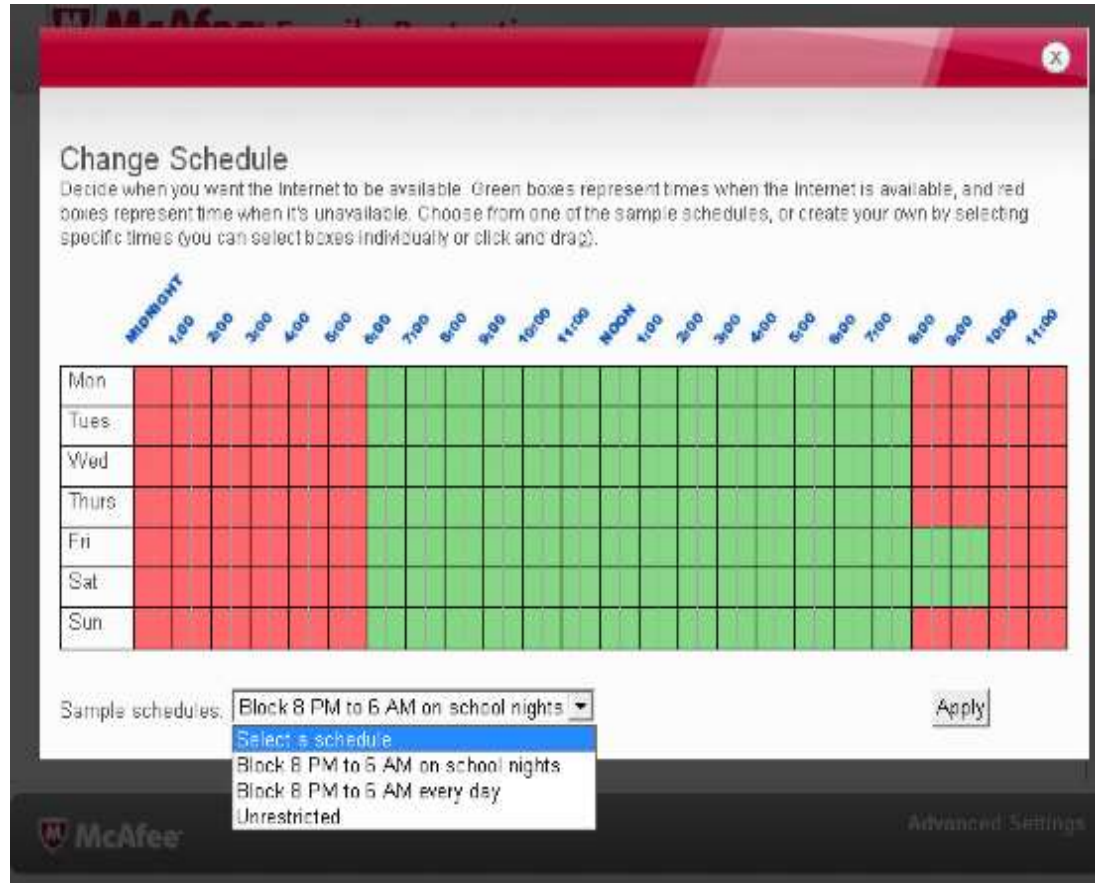 McAfee
Change Schedule
Decide when you want the Internet to be available. Green boxes represent times when the Internet is available, and red
boxes represent time when it's unavailable. Choose from one of the sample schedules, or create your own by selecting
specific times (you can select boxes individually or click and drag).
MIDNIGHT 1:00 2:00 3:00 4:00 5:00 6:00 7:00 8:00 9:00 10:00 11:00 NOON 1:00 2:00 3:00 4:00 5:00 6:00 7:00 8:00 9:00 10:00 11:00
Mon
Tues
Wed
Thurs
Fri
Sat
Sun
Sample schedules: Block 8 PM to 6 AM on school nights Apply
Select a schedule
Block 8 PM to 6 AM on school nights
Block 8 PM to 6 AM every day
Unrestricted
McAfee Advanced Settings